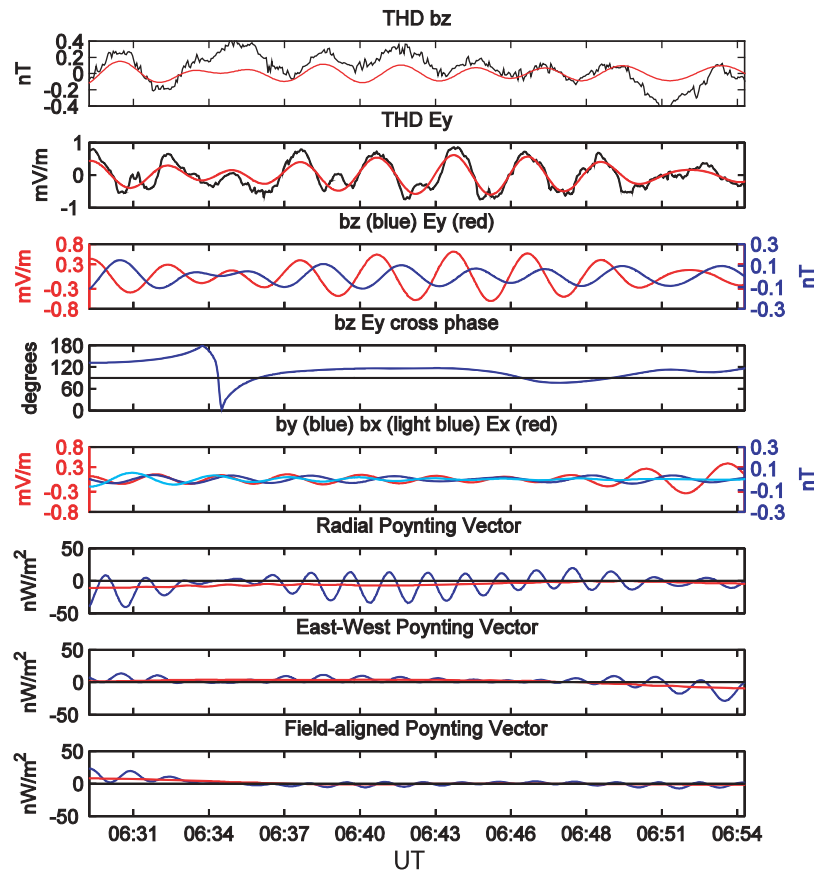 THD bz
nT
0.4
0.2
0
-0.2
-0.4
THD Ey
mV/m
1
0
-1
bz (blue) Ey (red)
mV/m
0.8
0.3
-0.3
-0.8
0.3
0.1
-0.1
-0.3
nT
bz Ey cross phase
degrees
180
120
60
0
by (blue) bx (light blue) Ex (red)
mV/m
0.8
0.3
-0.3
-0.8
0.3
0.1
-0.1
-0.3
nT
Radial Poynting Vector
nW/m²
50
0
-50
East-West Poynting Vector
nW/m²
50
0
-50
Field-aligned Poynting Vector
nW/m²
50
0
-50
06:31 06:34 06:37 06:40 06:43 06:46 06:48 06:51 06:54
UT